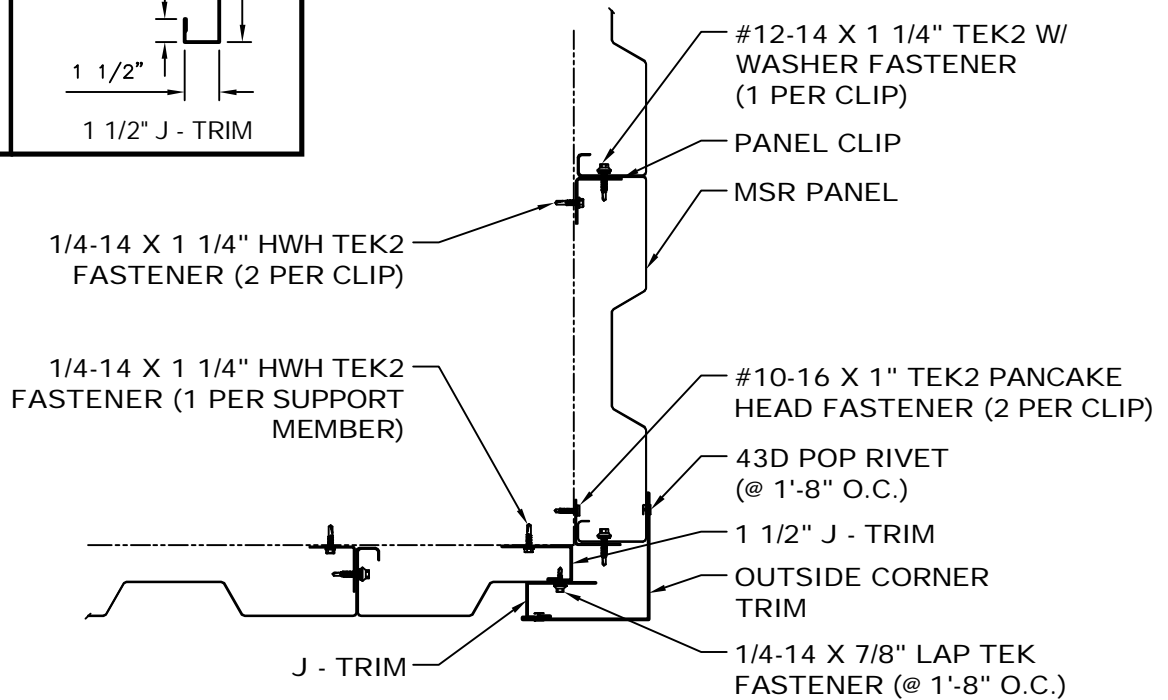 1 1/2”
1 1/2" J - TRIM
#12-14 X 1 1/4" TEK2 W/
WASHER FASTENER
(1 PER CLIP)
PANEL CLIP
MSR PANEL
1/4-14 X 1 1/4" HWH TEK2
FASTENER (2 PER CLIP)
1/4-14 X 1 1/4" HWH TEK2
FASTENER (1 PER SUPPORT
MEMBER)
#10-16 X 1" TEK2 PANCAKE
HEAD FASTENER (2 PER CLIP)
43D POP RIVET
(@ 1'-8" O.C.)
1 1/2" J - TRIM
OUTSIDE CORNER
TRIM
J - TRIM
1/4-14 X 7/8" LAP TEK
FASTENER (@ 1'-8" O.C.)